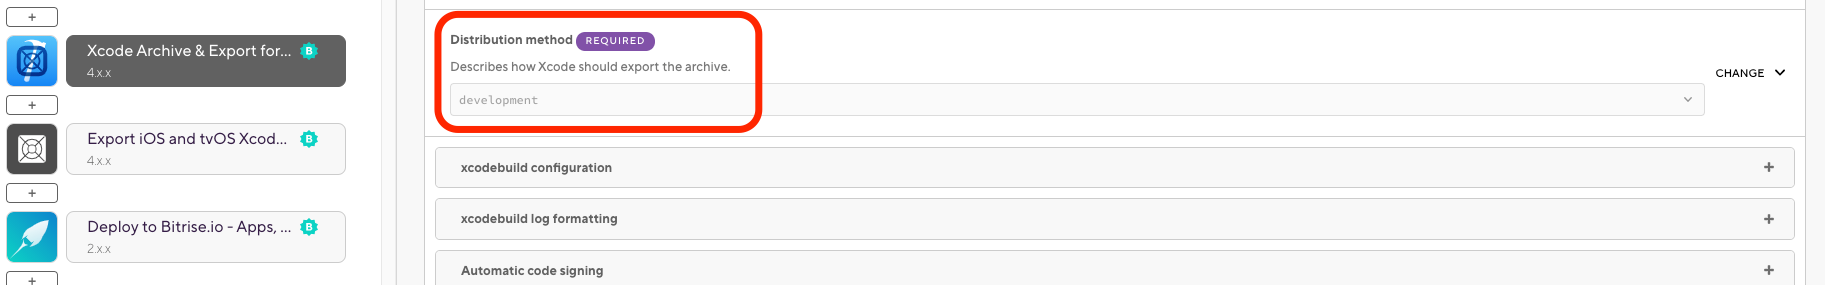 +
Xcode Archive & Export for...
B
4.x.x
+
Export iOS and tvOS Xcod...
B
4.x.x
+
Deploy to Bitrise.io - Apps, ...
B
2.x.x
+
Distribution method REQUIRED
Describes how Xcode should export the archive.
development
CHANGE
xcodebuild configuration +
xcodebuild log formatting +
Automatic code signing +